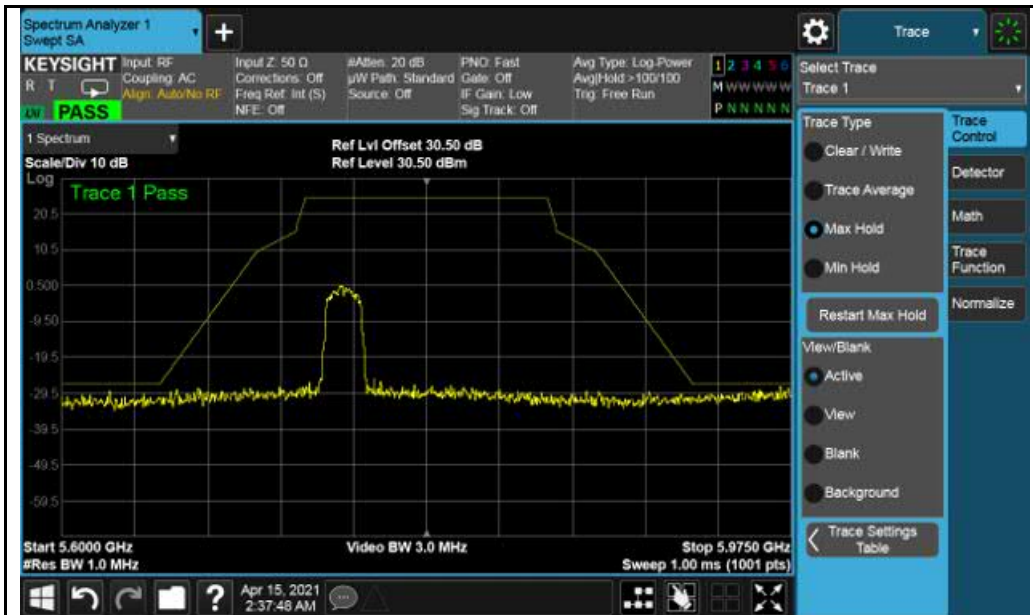 Spectrum Analyzer 1
Swept SA
+
Trace
KEYSIGHT
R T
PASS
Input: RF
Coupling: AC
Align: Auto/No RF
Input Z: 50 Ω
Corrections: Off
Freq Ref: Int (S)
NFE: Off
#Atten: 20 dB
µW Path: Standard
Source: Off
PNO: Fast
Gate: Off
IF Gain: Low
Sig Track: Off
Avg Type: Log-Power
Avg|Hold >100/100
Trig: Free Run
1 2 3 4 5 6
M W W W W W
P N N N N N
Select Trace
Trace 1
1 Spectrum
Scale/Div 10 dB
Ref Lvl Offset 30.50 dB
Ref Level 30.50 dBm
Log
Trace 1 Pass
20.5
10.5
0.500
-9.50
-19.5
-29.5
-39.5
-49.5
-59.5
Start 5.6000 GHz
#Res BW 1.0 MHz
Video BW 3.0 MHz
Stop 5.9750 GHz
Sweep 1.00 ms (1001 pts)
Trace Type
Clear / Write
Trace Average
Max Hold
Min Hold
Restart Max Hold
View/Blank
Active
View
Blank
Background
Trace Settings
Table
Trace
Control
Detector
Math
Trace
Function
Normalize
?
Apr 15, 2021
2:37:48 AM